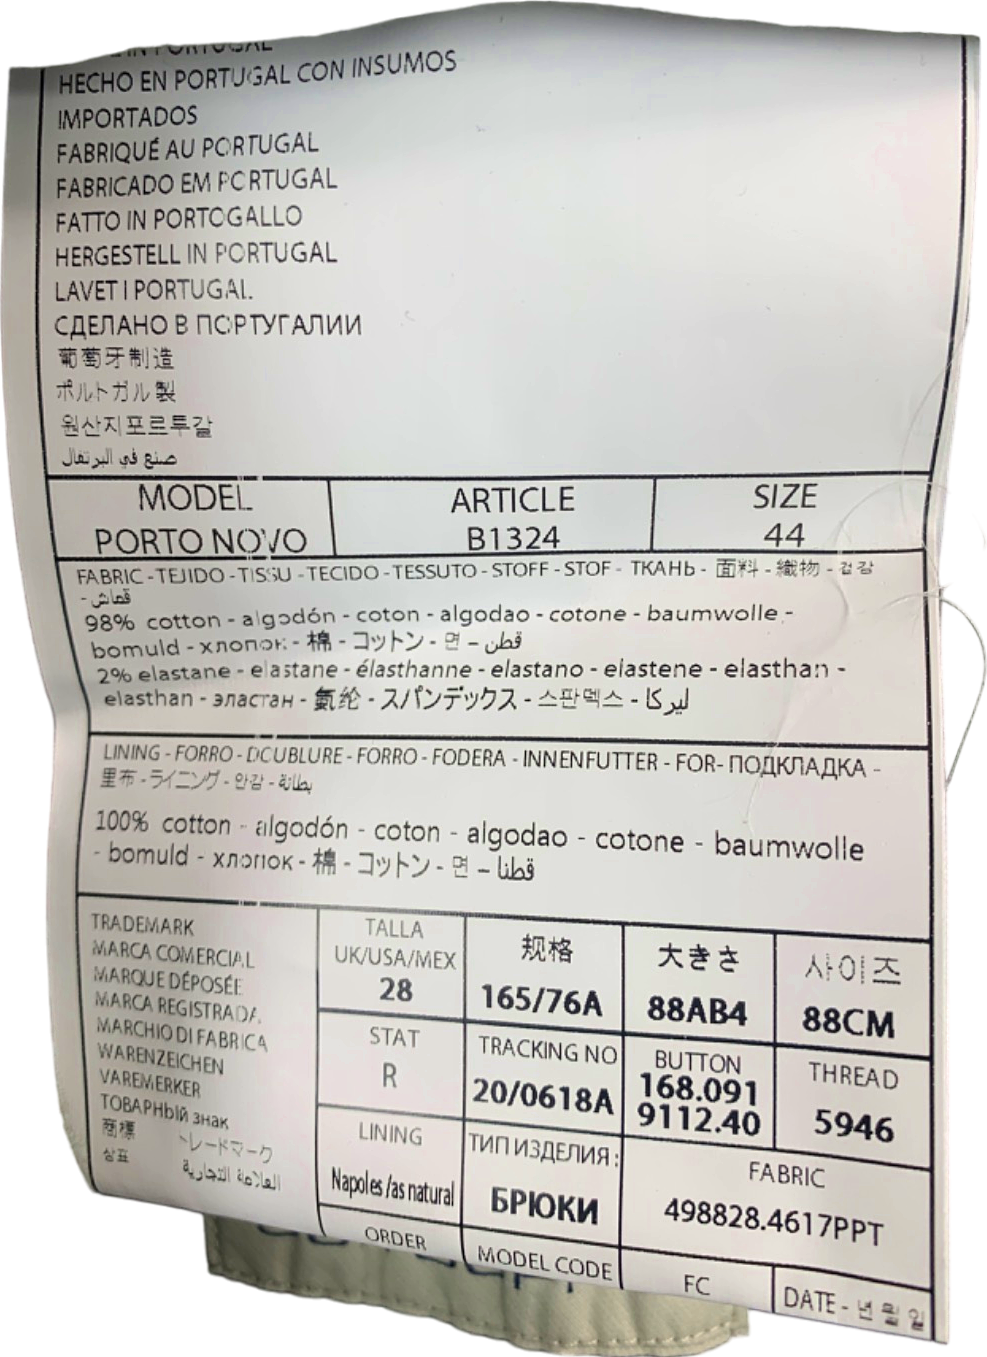 IN PORTUGAL
HECHO EN PORTUGAL CON INSUMOS
IMPORTADOS
FABRIQUÉ AU PORTUGAL
FABRICADO EM PORTUGAL
FATTO IN PORTOGALLO
HERGESTELL IN PORTUGAL
LAVET I PORTUGAL
СДЕЛАНО В ПОРТУГАЛИИ
葡萄牙制造
ポルトガル製
원산지포르투갈
صنع في البرتغال
MODEL
PORTO NOVO
ARTICLE
B1324
SIZE
44
FABRIC - TEJIDO - TISSU - TECIDO - TESSUTO - STOFF - STOF - ТКАНЬ - 面料 - 織物 - 겉감
- قماش
98% cotton - algodón - coton - algodao - cotone - baumwolle -
bomuld - хлопок - 棉 - コットン - 면 - قطن
2% elastane - elastane - élasthanne - elastano - elastene - elasthan -
elasthan - эластан - 氨纶 - スパンデックス - 스판덱스 - ليركا
LINING - FORRO - DOUBLURE - FORRO - FODERA - INNENFUTTER - FOR- ПОДКЛАДКА -
里布 - ライニング - 안감 - بطانة
100% cotton - algodón - coton - algodao - cotone - baumwolle
- bomuld - хлопок - 棉 - コットン - 면 - قطنا
TRADEMARK
MARCA COMERCIAL
MARQUE DÉPOSÉE
MARCA REGISTRADA
MARCHIO DI FABRICA
WARENZEICHEN
VAREMERKER
ТОВАРНЫЙ знак
商標 トレードマーク
상표 العلامة التجارية
TALLA
UK/USA/MEX
28
规格
165/76A
大きさ
88AB4
사이즈
88CM
STAT
R
TRACKING NO
20/0618A
BUTTON
168.091
9112.40
THREAD
5946
LINING
Napoles /as natural
ТИП ИЗДЕЛИЯ :
БРЮКИ
FABRIC
498828.4617PPT
ORDER
MODEL CODE
FC
DATE - 년 월 일